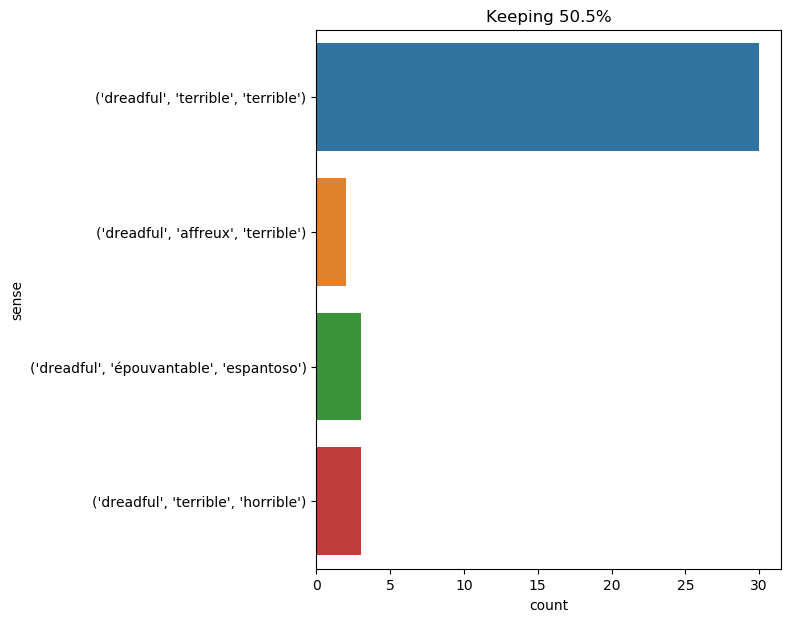 Keeping 50.5%
('dreadful', 'terrible', 'terrible')
('dreadful', 'affreux', 'terrible')
sense
('dreadful', 'épouvantable', 'espantoso')
('dreadful', 'terrible', 'horrible')
0 5 10 15 20 25 30
count